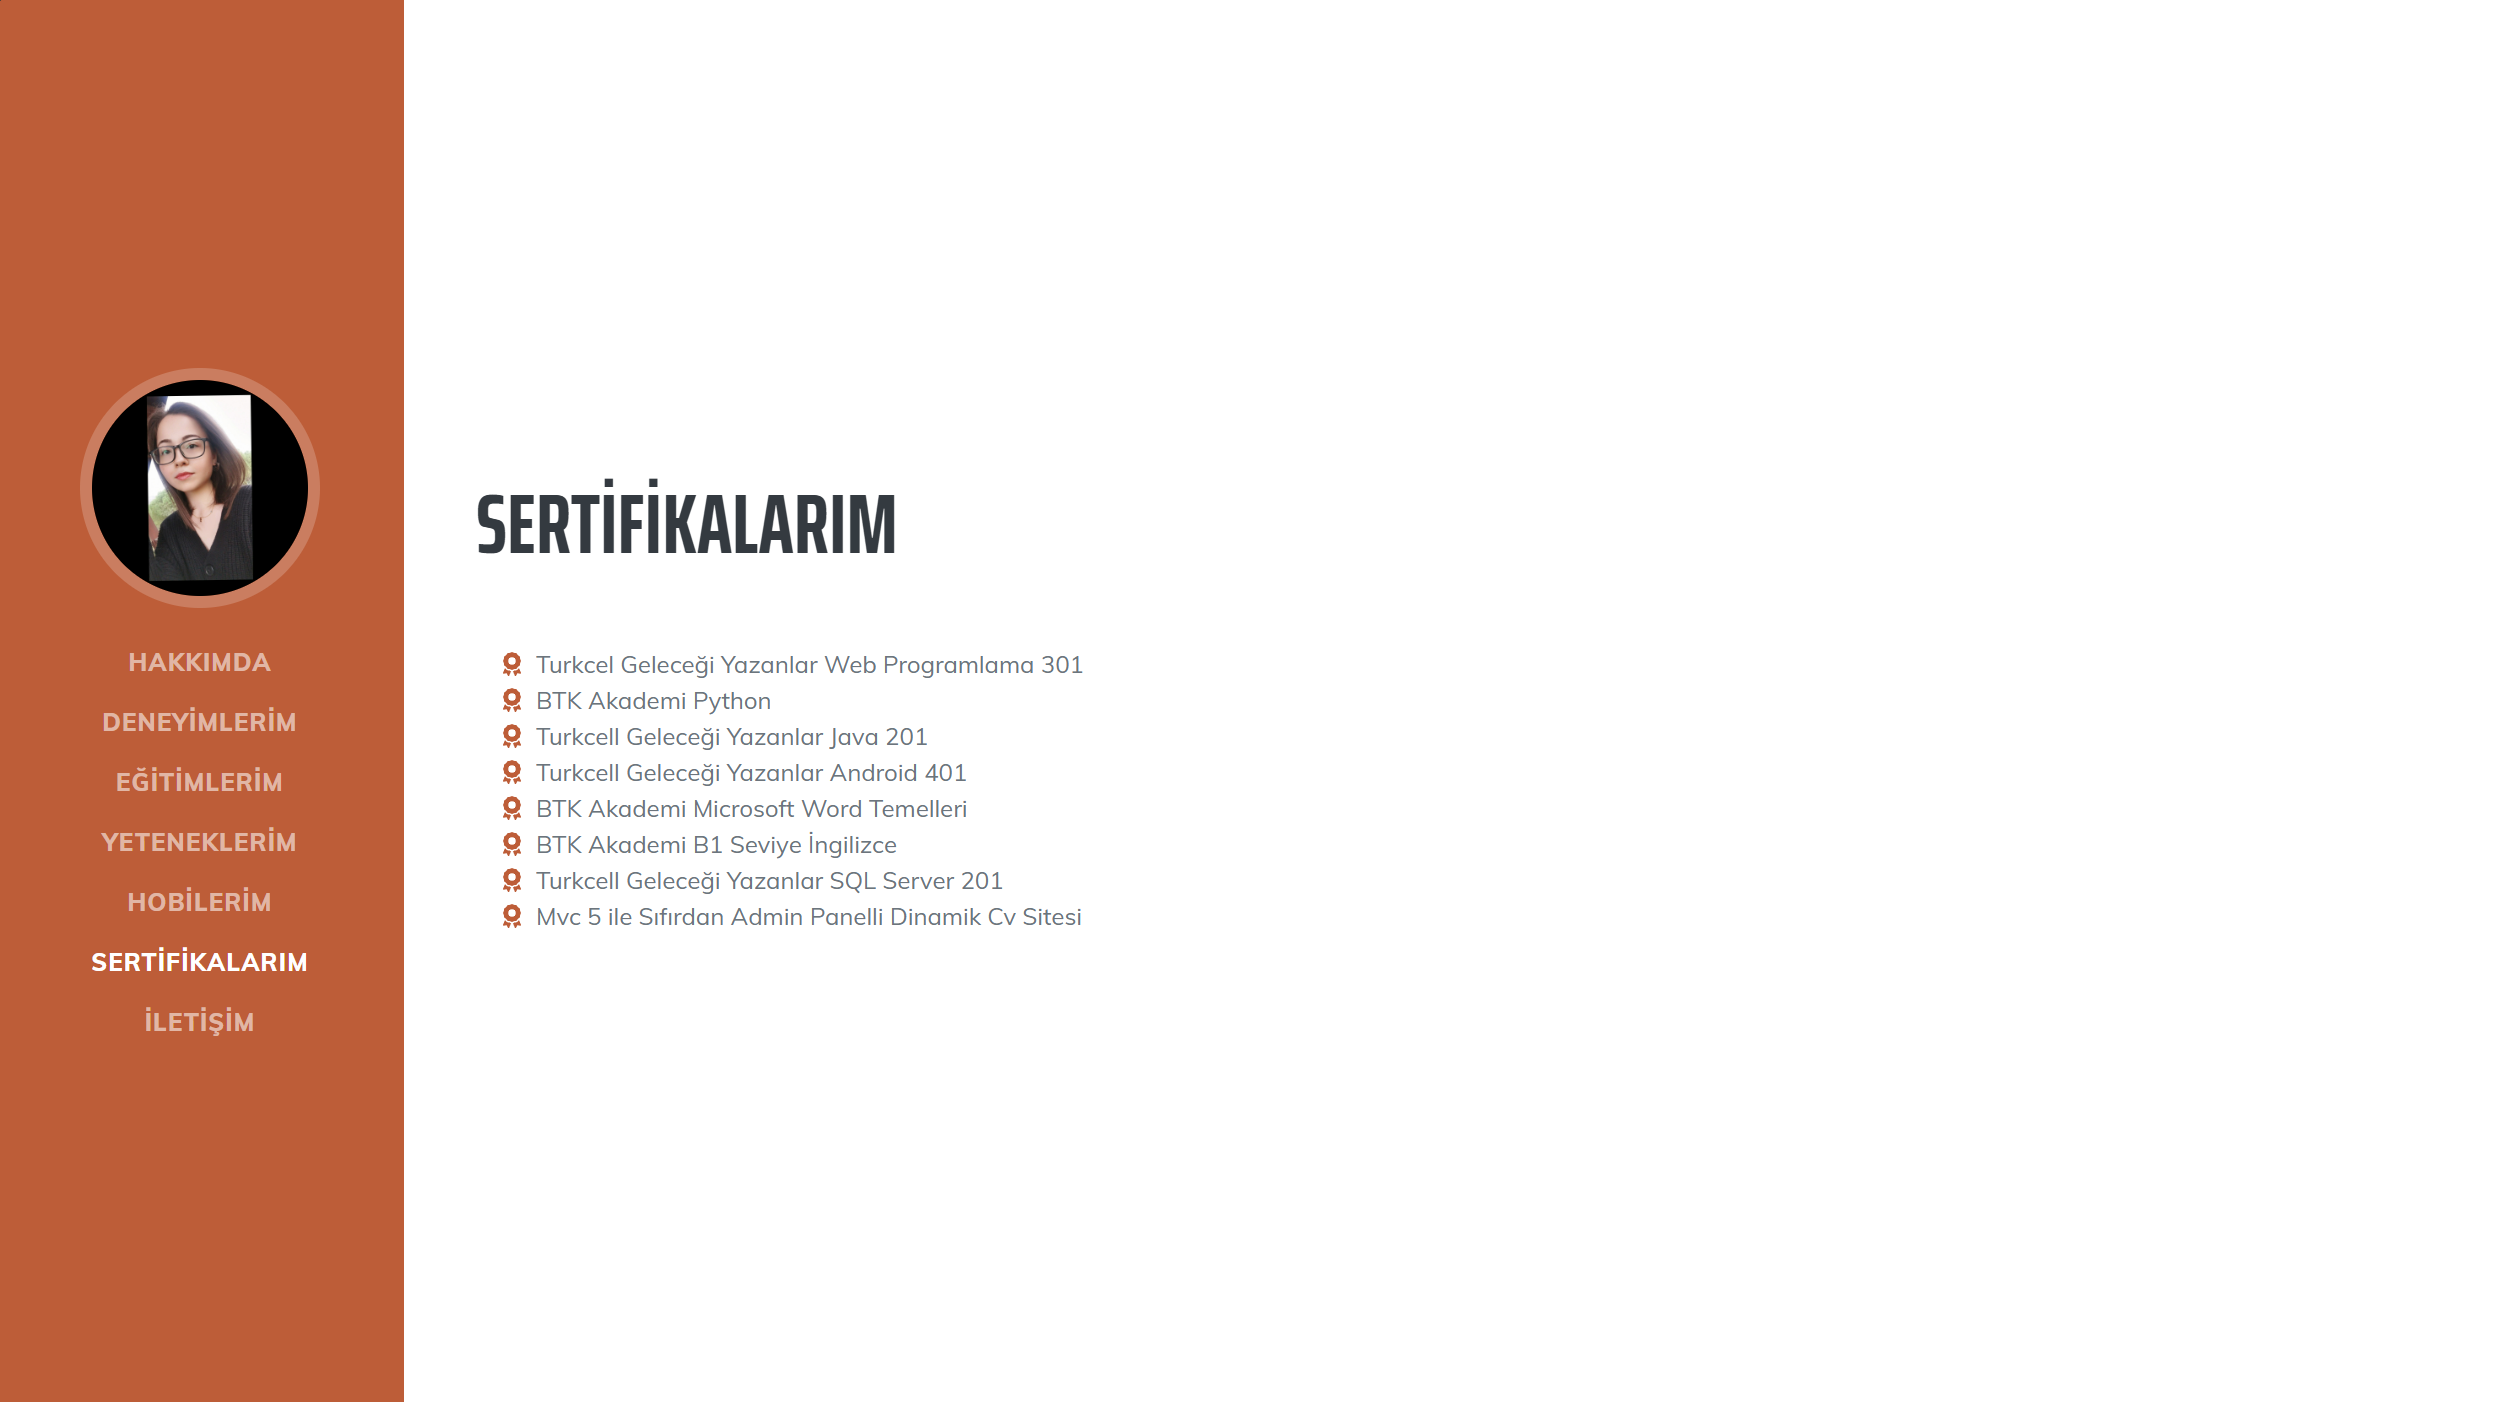 HAKKIMDA
DENEYİMLERİM
EĞİTİMLERİM
YETENEKLERİM
HOBİLERİM
SERTİFİKALARIM
İLETİŞİM
SERTİFİKALARIM
Turkcel Geleceği Yazanlar Web Programlama 301
BTK Akademi Python
Turkcell Geleceği Yazanlar Java 201
Turkcell Geleceği Yazanlar Android 401
BTK Akademi Microsoft Word Temelleri
BTK Akademi B1 Seviye İngilizce
Turkcell Geleceği Yazanlar SQL Server 201
Mvc 5 ile Sıfırdan Admin Panelli Dinamik Cv Sitesi